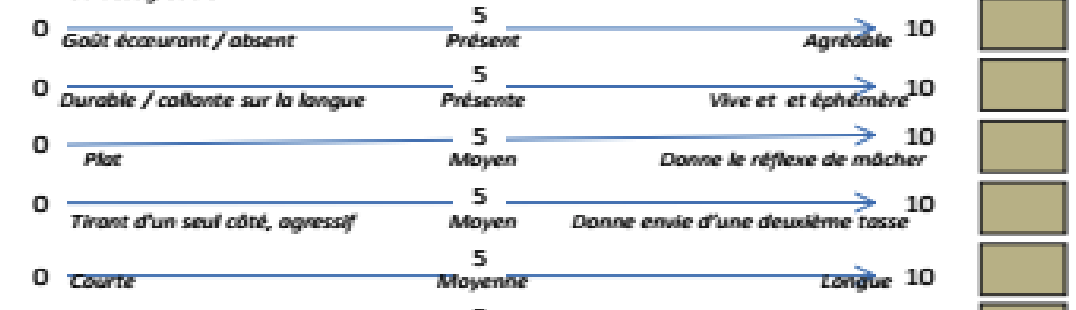 5
0 10
Goût écœurant / absent Présent Agréable
5
0 10
Durable / collante sur la langue Présente Vive et et éphémère
5
0 10
Plat Moyen Donne le réflexe de mâcher
5
0 10
Tirant d'un seul côté, agressif Moyen Donne envie d'une deuxième tasse
5
0 10
Courte Moyenne Longue